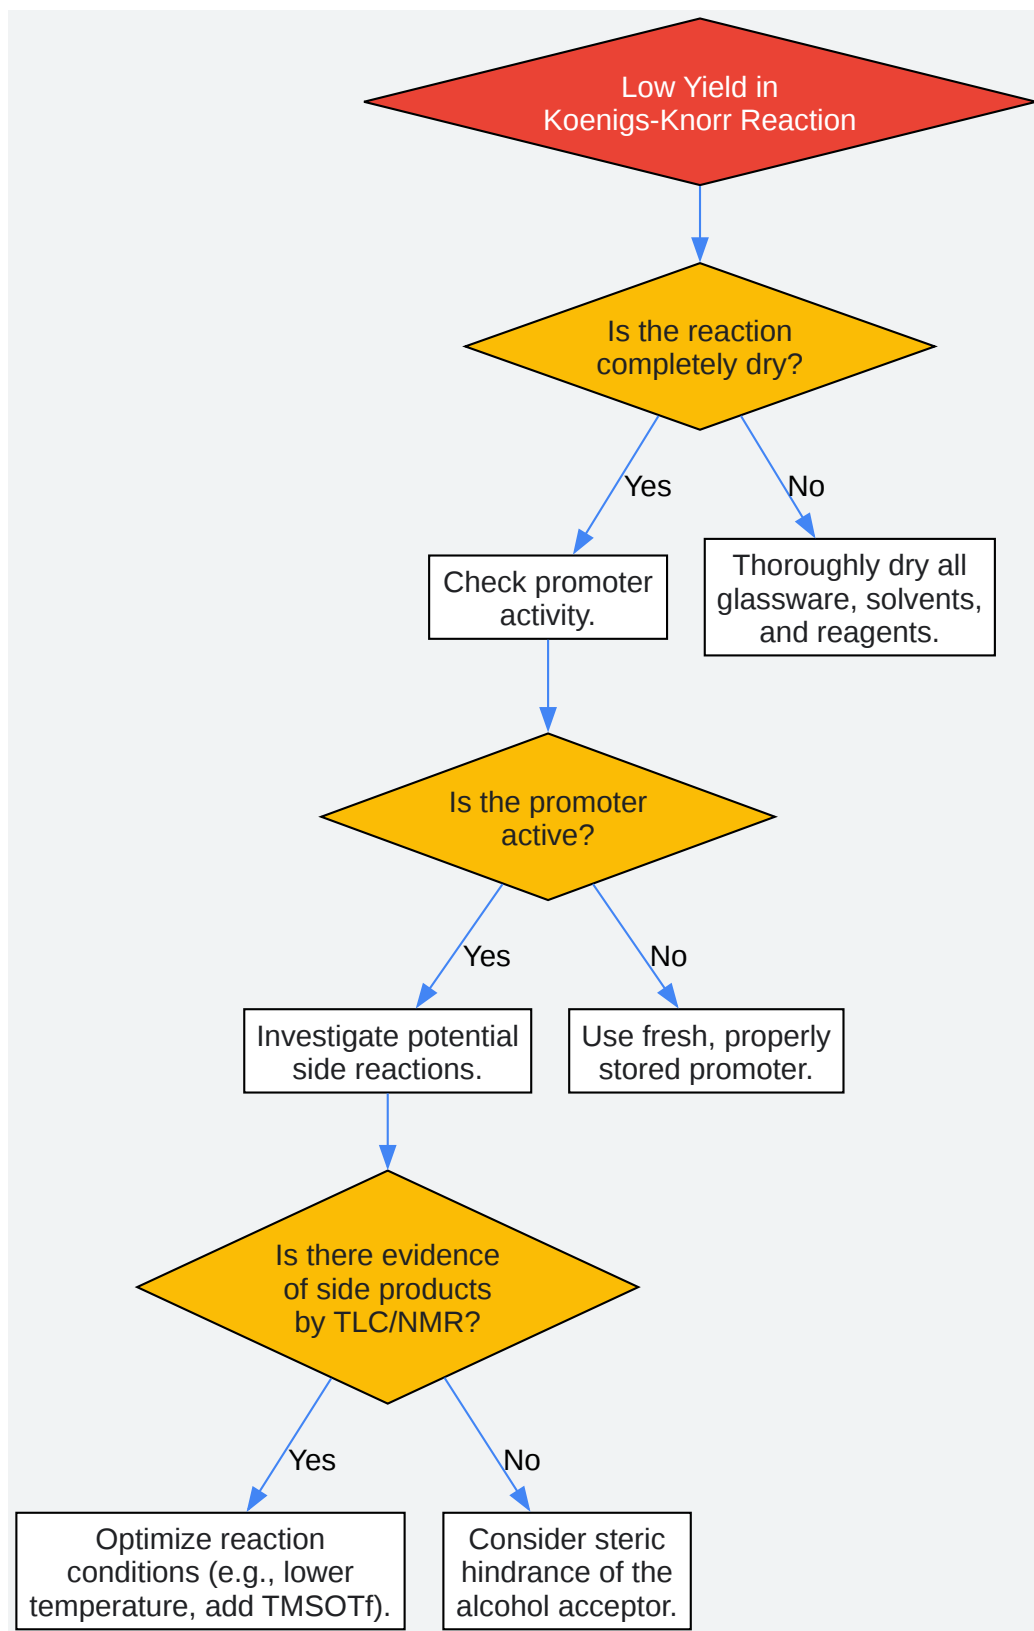 Low Yield in
Koenigs-Knorr Reaction
Is the reaction
completely dry?
Yes
No
Check promoter
activity.
Thoroughly dry all
glassware, solvents,
and reagents.
Is the promoter
active?
Yes
No
Investigate potential
side reactions.
Use fresh, properly
stored promoter.
Is there evidence
of side products
by TLC/NMR?
Yes
No
Optimize reaction
conditions (e.g., lower
temperature, add TMSOTf).
Consider steric
hindrance of the
alcohol acceptor.